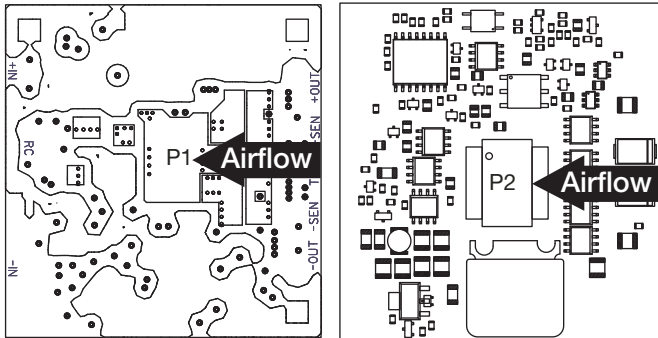 +IN
RC
-IN
P1
Airflow
+OUT
SEN
T
-SEN
-OUT
P2
Airflow